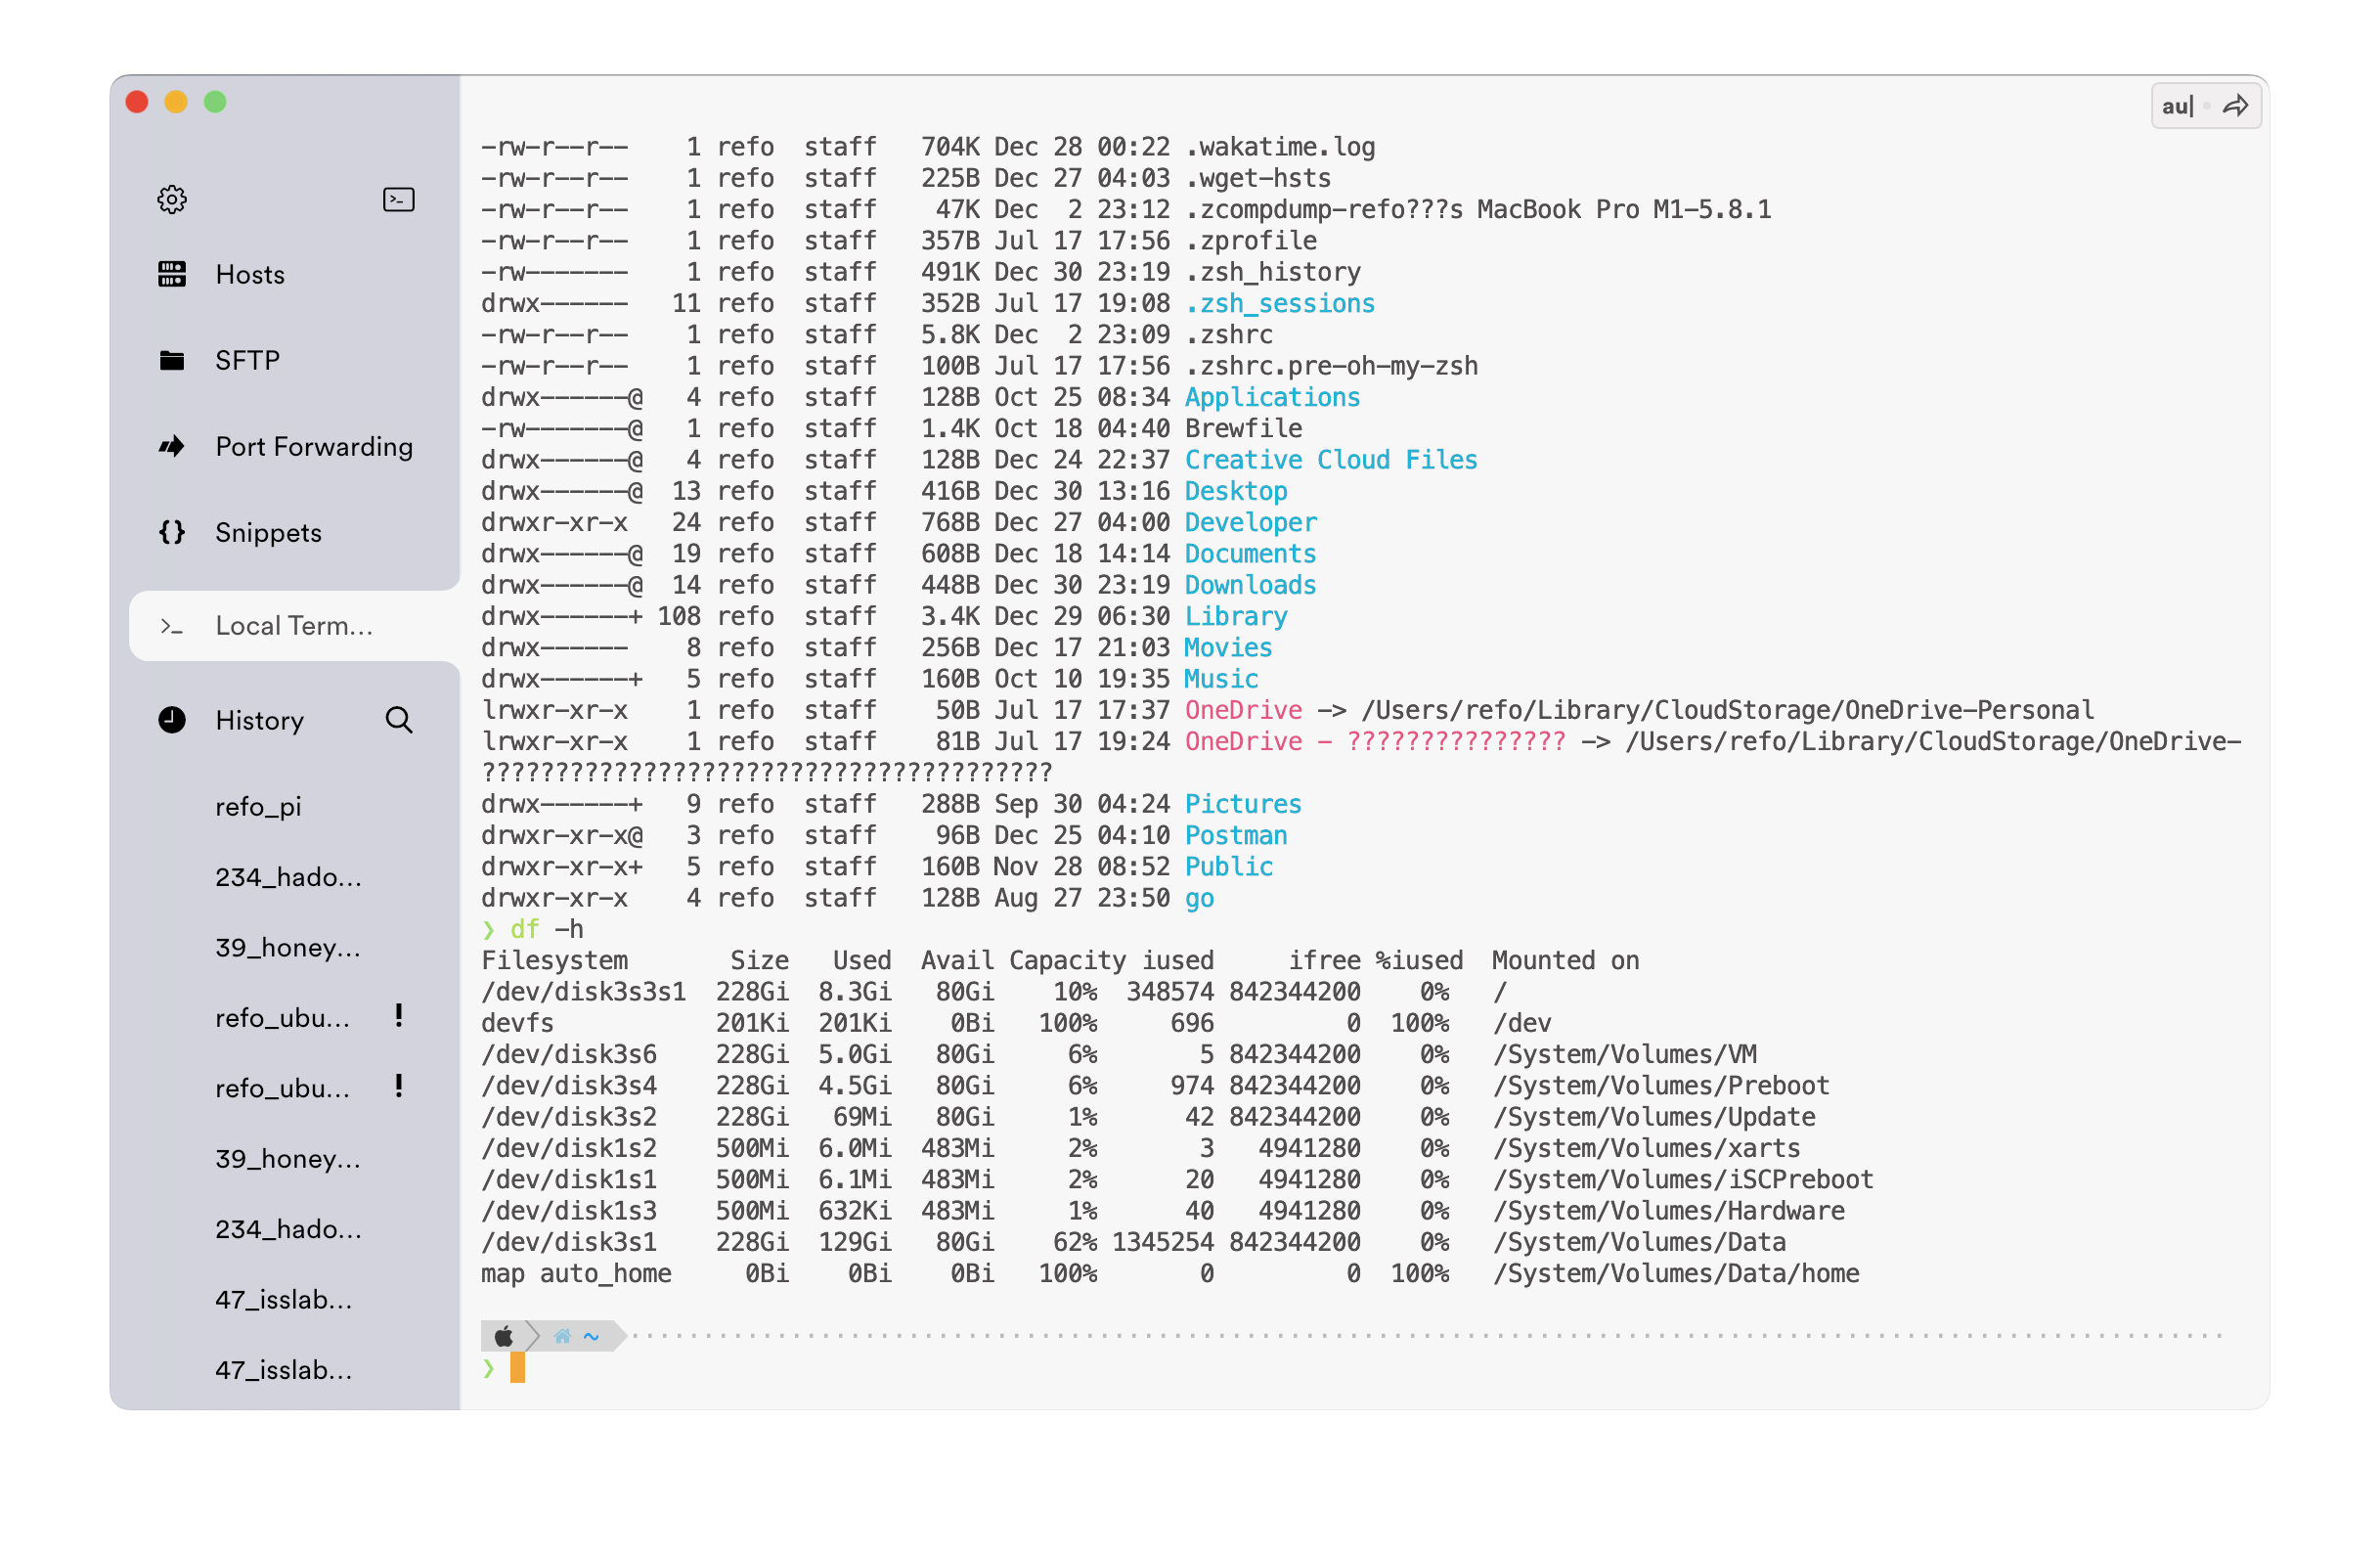 au|
Hosts
SFTP
Port Forwarding
{} Snippets
>_ Local Term...
History
refo_pi
234_hado...
39_honey...
refo_ubu... !
refo_ubu... !
39_honey...
234_hado...
47_isslab...
47_isslab...
-rw-r--r--    1 refo  staff   704K Dec 28 00:22 .wakatime.log
-rw-r--r--    1 refo  staff   225B Dec 27 04:03 .wget-hsts
-rw-r--r--    1 refo  staff    47K Dec  2 23:12 .zcompdump-refo???s MacBook Pro M1-5.8.1
-rw-r--r--    1 refo  staff   357B Jul 17 17:56 .zprofile
-rw-------    1 refo  staff   491K Dec 30 23:19 .zsh_history
drwx------   11 refo  staff   352B Jul 17 19:08 .zsh_sessions
-rw-r--r--    1 refo  staff   5.8K Dec  2 23:09 .zshrc
-rw-r--r--    1 refo  staff   100B Jul 17 17:56 .zshrc.pre-oh-my-zsh
drwx------@   4 refo  staff   128B Oct 25 08:34 Applications
-rw-------@   1 refo  staff   1.4K Oct 18 04:40 Brewfile
drwx------@   4 refo  staff   128B Dec 24 22:37 Creative Cloud Files
drwx------@  13 refo  staff   416B Dec 30 13:16 Desktop
drwxr-xr-x   24 refo  staff   768B Dec 27 04:00 Developer
drwx------@  19 refo  staff   608B Dec 18 14:14 Documents
drwx------@  14 refo  staff   448B Dec 30 23:19 Downloads
drwx------+ 108 refo  staff   3.4K Dec 29 06:30 Library
drwx------    8 refo  staff   256B Dec 17 21:03 Movies
drwx------+   5 refo  staff   160B Oct 10 19:35 Music
lrwxr-xr-x    1 refo  staff    50B Jul 17 17:37 OneDrive -> /Users/refo/Library/CloudStorage/OneDrive-Personal
lrwxr-xr-x    1 refo  staff    81B Jul 17 19:24 OneDrive - ??????????????? -> /Users/refo/Library/CloudStorage/OneDrive-
???????????????????????????????????????
drwx------+   9 refo  staff   288B Sep 30 04:24 Pictures
drwxr-xr-x@   3 refo  staff    96B Dec 25 04:10 Postman
drwxr-xr-x+   5 refo  staff   160B Nov 28 08:52 Public
drwxr-xr-x    4 refo  staff   128B Aug 27 23:50 go
❯ df -h
Filesystem       Size   Used  Avail Capacity iused     ifree %iused  Mounted on
/dev/disk3s3s1  228Gi  8.3Gi   80Gi    10%  348574 842344200    0%   /
devfs           201Ki  201Ki    0Bi   100%     696         0  100%   /dev
/dev/disk3s6    228Gi  5.0Gi   80Gi     6%       5 842344200    0%   /System/Volumes/VM
/dev/disk3s4    228Gi  4.5Gi   80Gi     6%     974 842344200    0%   /System/Volumes/Preboot
/dev/disk3s2    228Gi   69Mi   80Gi     1%      42 842344200    0%   /System/Volumes/Update
/dev/disk1s2    500Mi  6.0Mi  483Mi     2%       3   4941280    0%   /System/Volumes/xarts
/dev/disk1s1    500Mi  6.1Mi  483Mi     2%      20   4941280    0%   /System/Volumes/iSCPreboot
/dev/disk1s3    500Mi  632Ki  483Mi     1%      40   4941280    0%   /System/Volumes/Hardware
/dev/disk3s1    228Gi  129Gi   80Gi    62% 1345254 842344200    0%   /System/Volumes/Data
map auto_home     0Bi    0Bi    0Bi   100%       0         0  100%   /System/Volumes/Data/home
~
❯